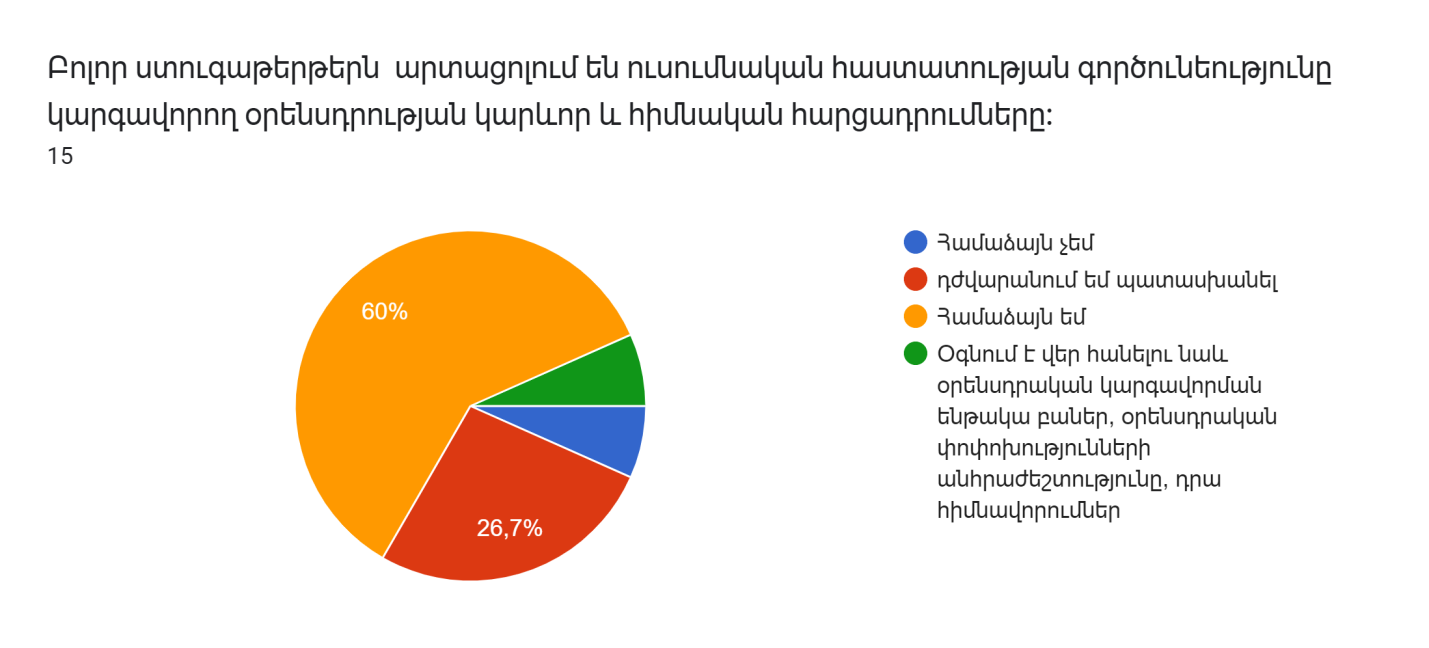 Բոլոր ստուգաթերթերն  արտացոլում են ուսումնական հաստատության գործունեությունը
կարգավորող օրենսդրության կարևոր և հիմնական հարցադրումները:
15
60%
26,7%
Համաձայն չեմ
դժվարանում եմ պատասխանել
Համաձայն եմ
Օգնում է վեր հանելու նաև
օրենսդրական կարգավորման
ենթակա բաներ, օրենսդրական
փոփոխությունների
անհրաժեշտությունը, դրա
հիմնավորումներ